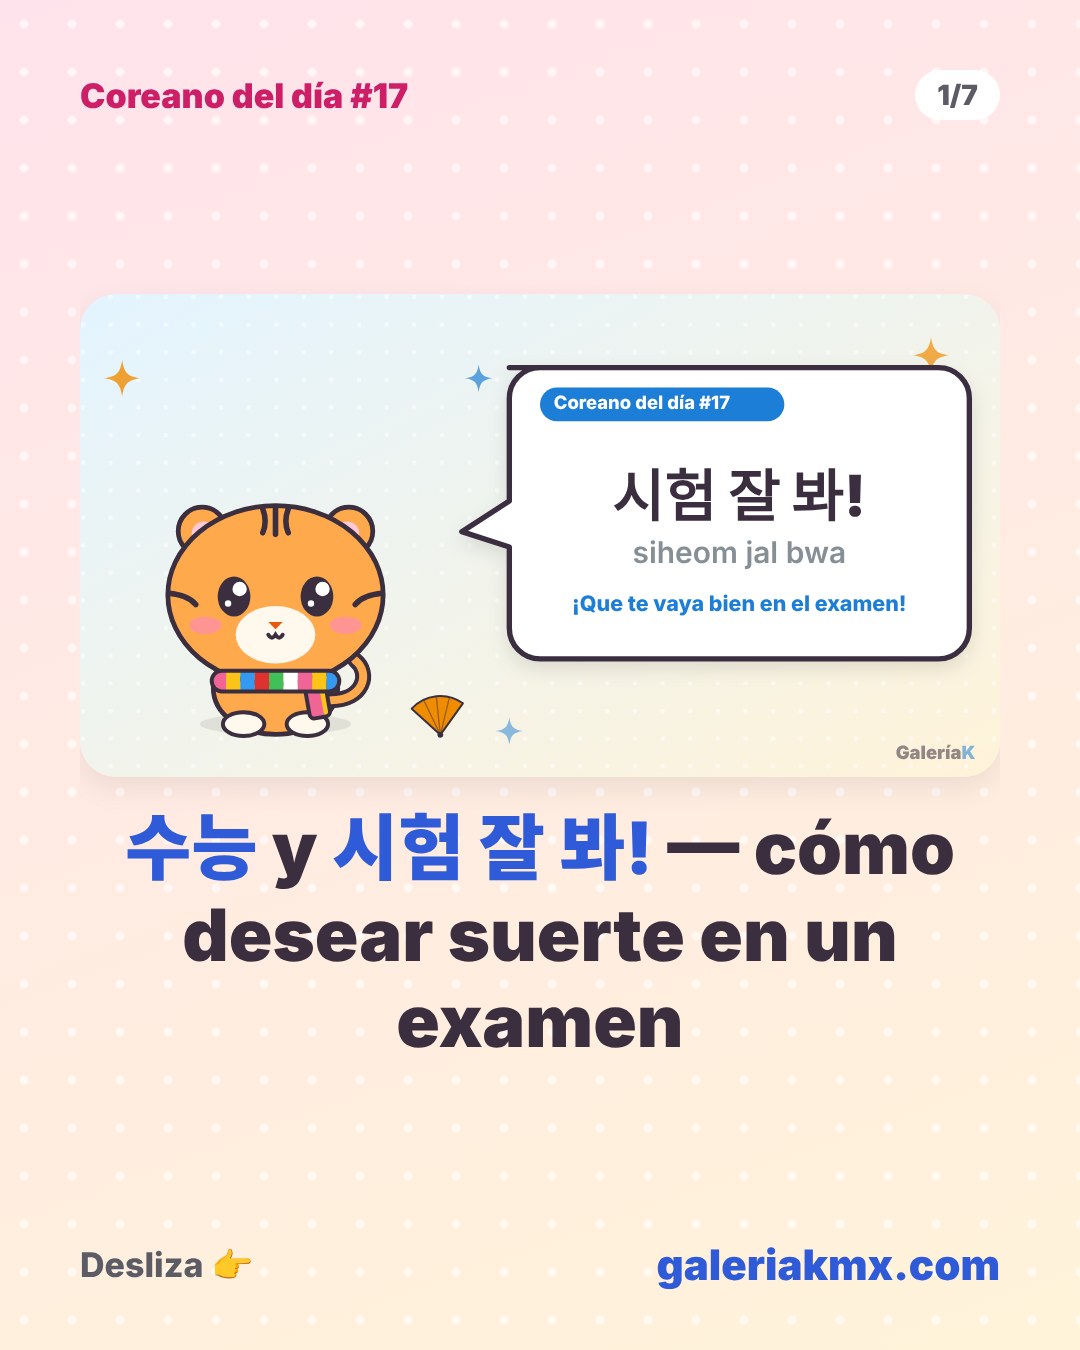 Coreano del día #17
1/7
Coreano del día #17
시험 잘 봐!
siheom jal bwa
¡Que te vaya bien en el examen!
GaleríaK
수능 y 시험 잘 봐! — cómo
desear suerte en un
examen
Desliza 👉
galeriakmx.com